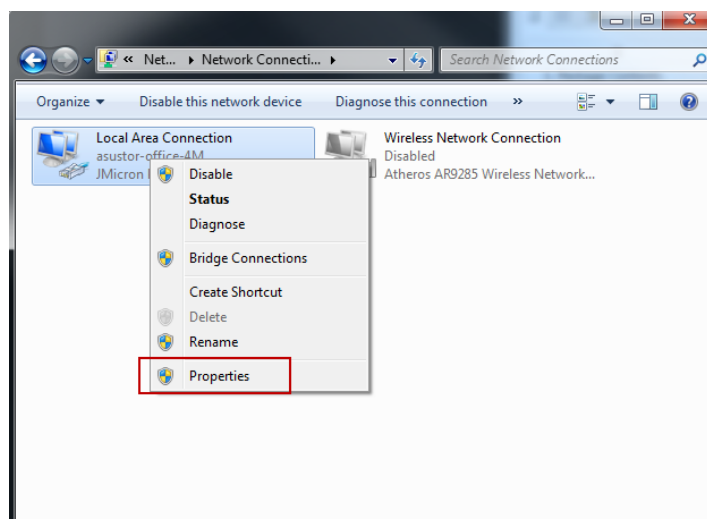 « Net... ▸ Network Connecti... ▸
Search Network Connections
Organize ▾ Disable this network device Diagnose this connection »
Local Area Connection
asustor-office-4M
JMicron
Wireless Network Connection
Disabled
Atheros AR9285 Wireless Network...
Disable
Status
Diagnose
Bridge Connections
Create Shortcut
Delete
Rename
Properties